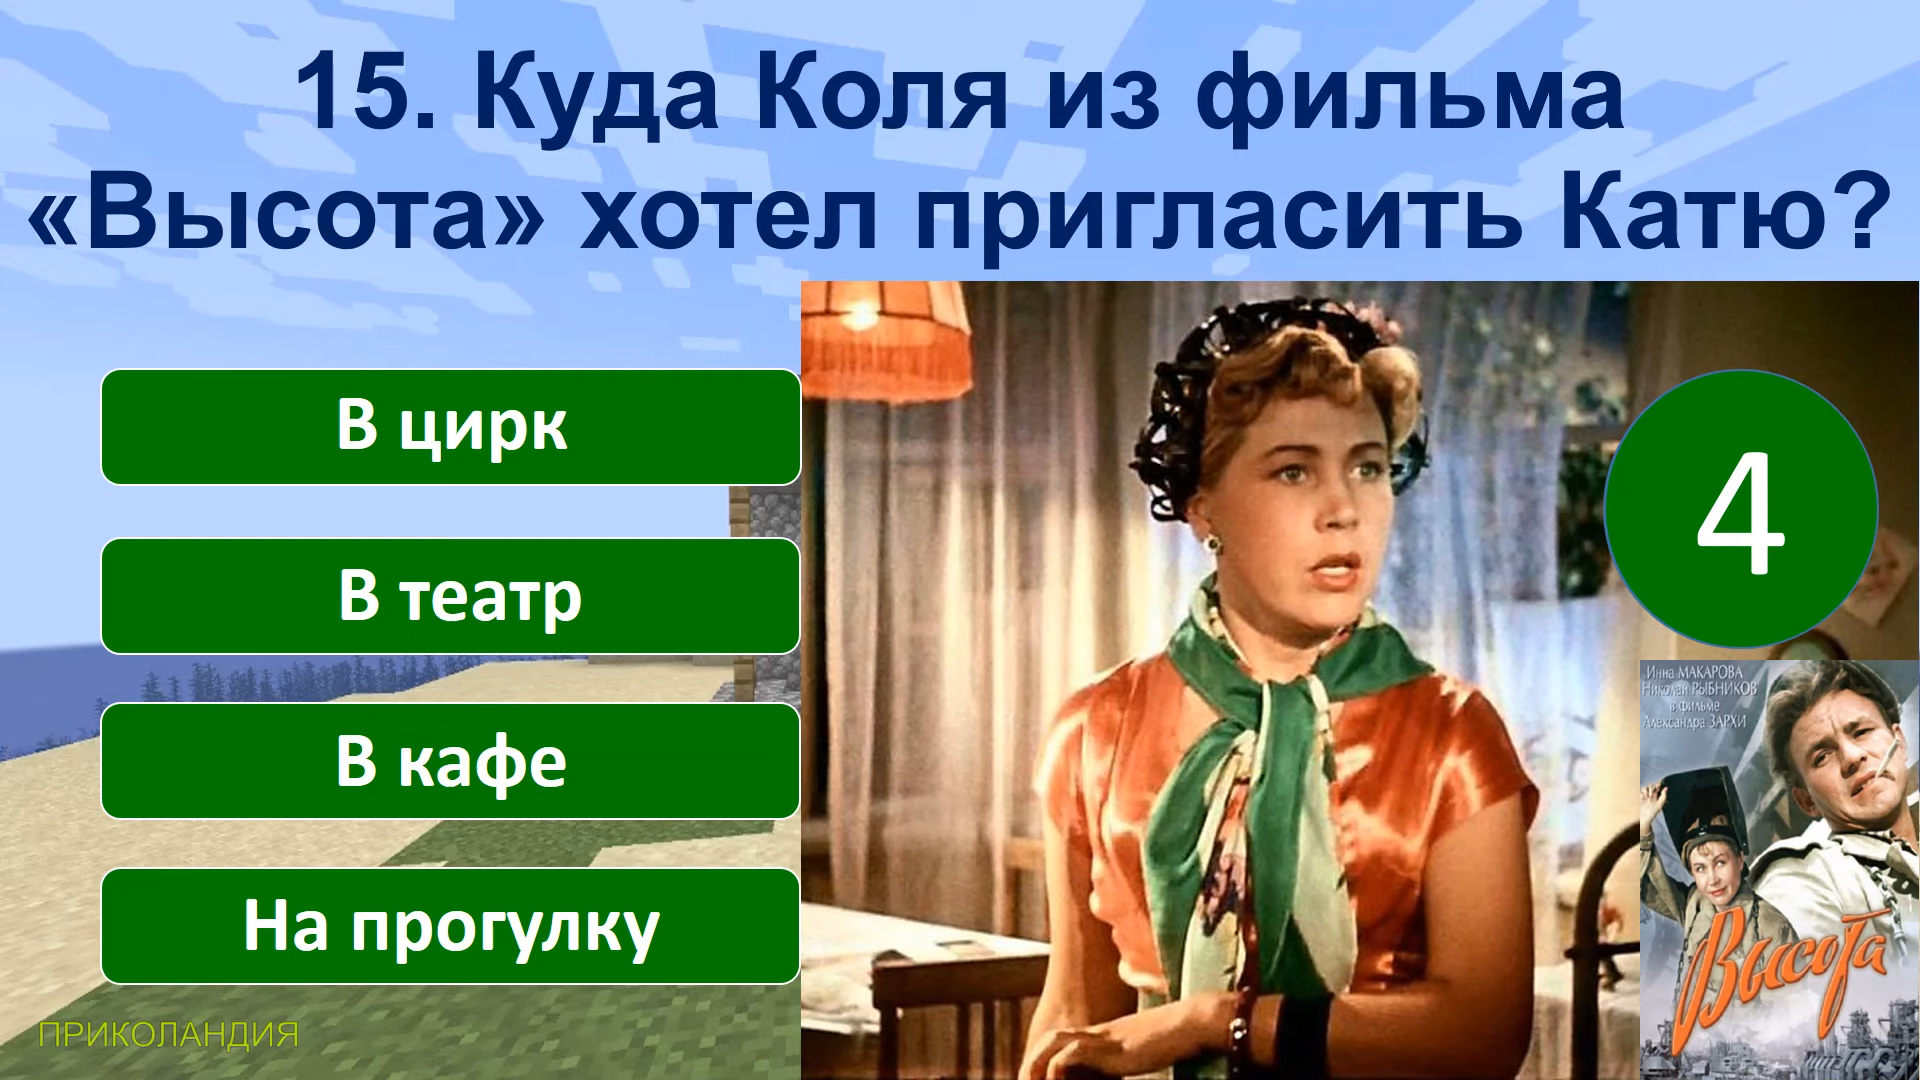 15. Куда Коля из фильма
«Высота» хотел пригласить Катю?
В цирк
В театр
В кафе
На прогулку
4
Инна МАКАРОВА
Николай РЫБНИКОВ
в фильме
Александра ЗАРХИ
Высота
ПРИКОЛАНДИЯ